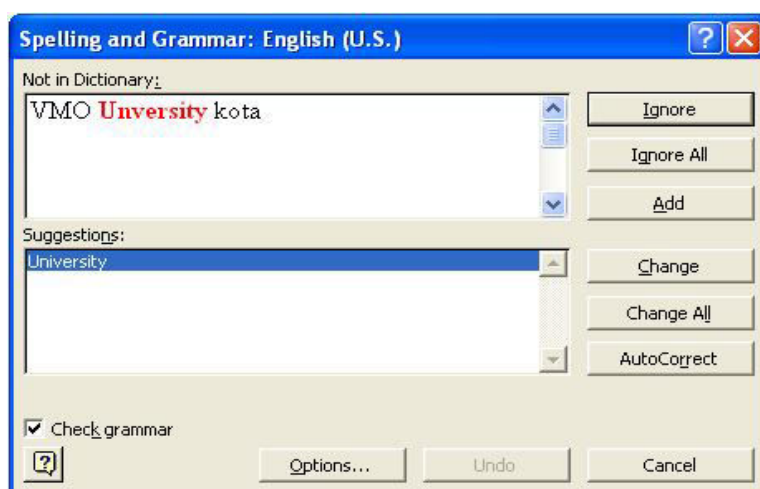 Spelling and Grammar: English (U.S.)
Not in Dictionary:
VMO Unversity kota
Ignore
Ignore All
Add
Suggestions:
University
Change
Change All
AutoCorrect
Check grammar
Options...
Undo
Cancel